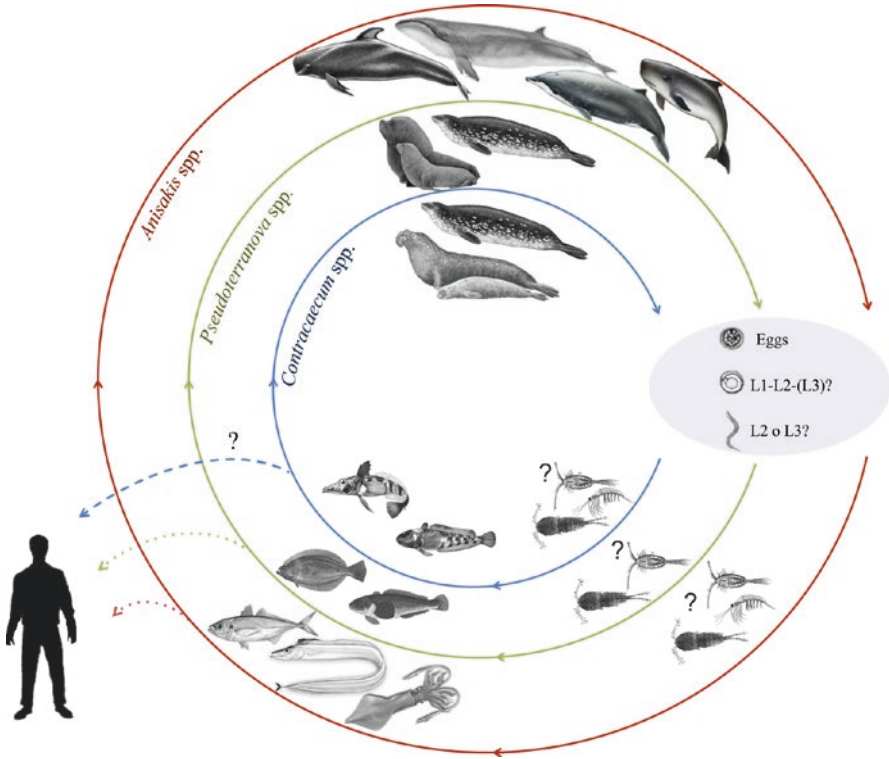 Anisakis spp.
Pseudoterranova spp.
Contracaecum spp.
Eggs
L1-L2-(L3)?
L2 o L3?
?
?
?
?